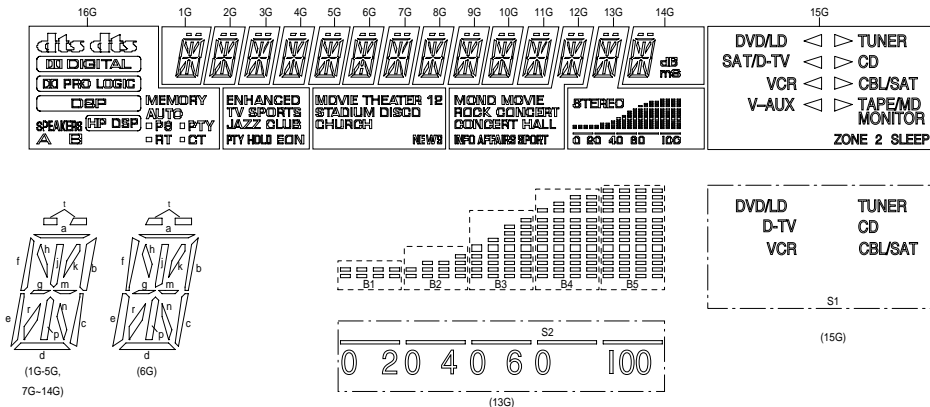 16G 1G 2G 3G 4G 5G 6G 7G 8G 9G 10G 11G 12G 13G 14G 15G
dts dts
DIGITAL
PRO LOGIC
DSP
SPEAKERS HP DSP
A B
MEMORY
AUTO
PS PTY
RT CT
ENHANCED
TV SPORTS
JAZZ CLUB
PTY HOLD EON
MOVIE THEATER 12
STADIUM DISCO
CHURCH
NEWS
MONO MOVIE
ROCK CONCERT
CONCERT HALL
INFO AFFAIRS SPORT
dB
mS
STEREO
0 20 40 60 100
DVD/LD TUNER
SAT/D-TV CD
VCR CBL/SAT
V-AUX TAPE/MD
MONITOR
ZONE 2 SLEEP
t
a
f h j k b
g m
e r p n c
d
(1G-5G,
7G~14G)
t
a
f h j k b
g m
e r p n c
d
(6G)
B1 B2 B3 B4 B5
S2
0 20 40 60 100
(13G)
DVD/LD TUNER
D-TV CD
VCR CBL/SAT
S1
(15G)